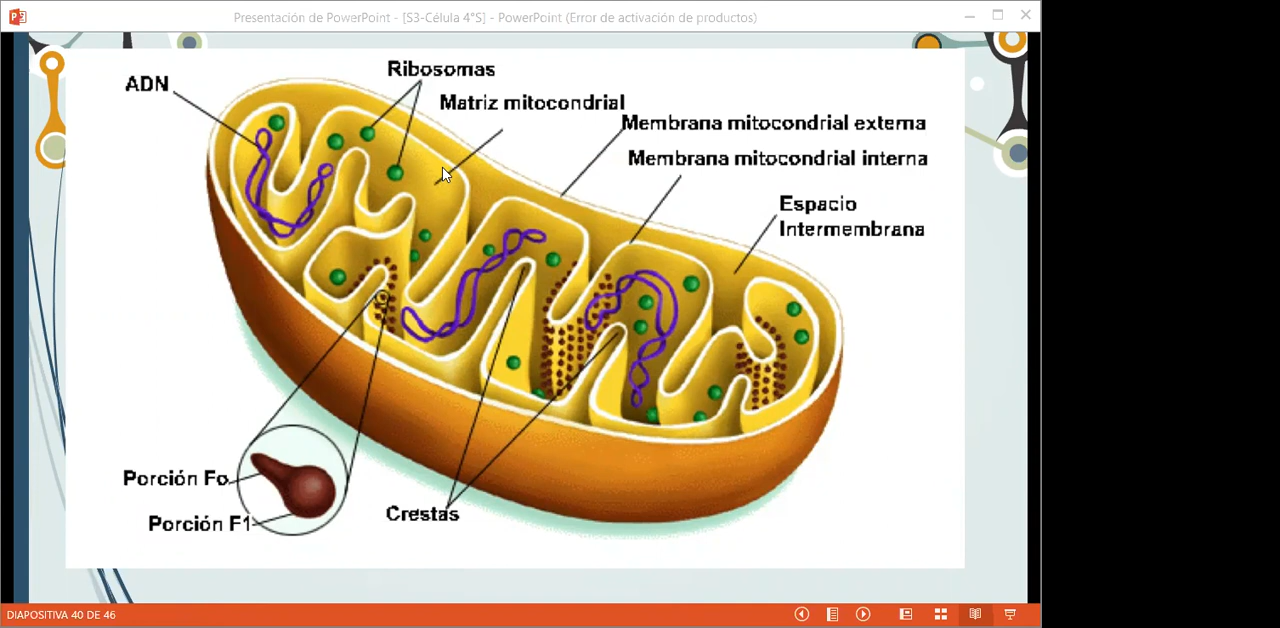 Presentación de PowerPoint - [S3-Célula 4°S] - PowerPoint (Error de activación de productos)
ADN
Ribosomas
Matriz mitocondrial
Membrana mitocondrial externa
Membrana mitocondrial interna
Espacio
Intermembrana
Porción Fo
Porción F1
Crestas
DIAPOSITIVA 40 DE 46